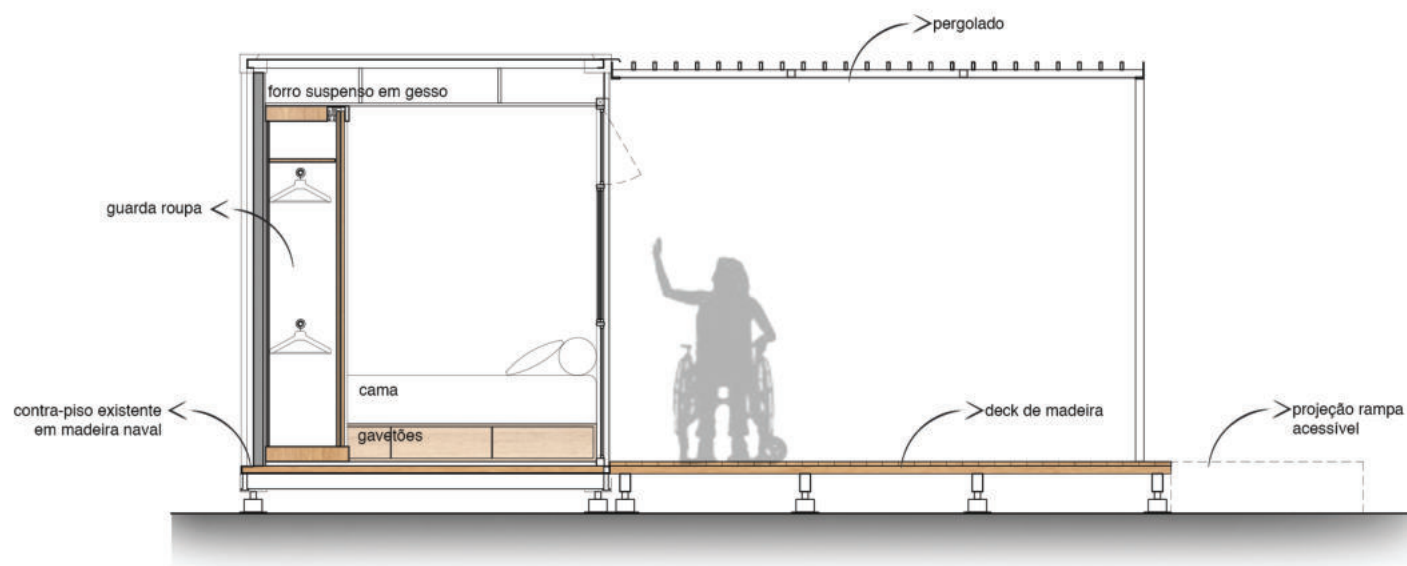 pergolado
forro suspenso em gesso
guarda roupa
cama
contra-piso existente
em madeira naval
gavetões
deck de madeira
projeção rampa
acessível